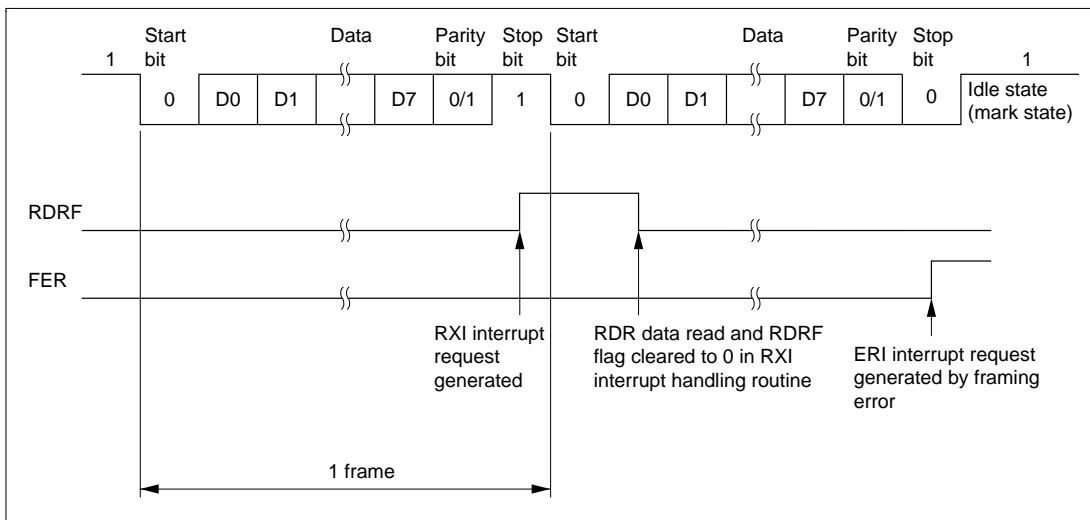 Start bit
Data
Parity bit
Stop bit
Start bit
Data
Parity bit
Stop bit
1
1
0
D0
D1
D7
0/1
1
0
D0
D1
D7
0/1
0
Idle state
(mark state)
RDRF
FER
RXI interrupt
request
generated
RDR data read and RDRF
flag cleared to 0 in RXI
interrupt handling routine
ERI interrupt request
generated by framing
error
1 frame